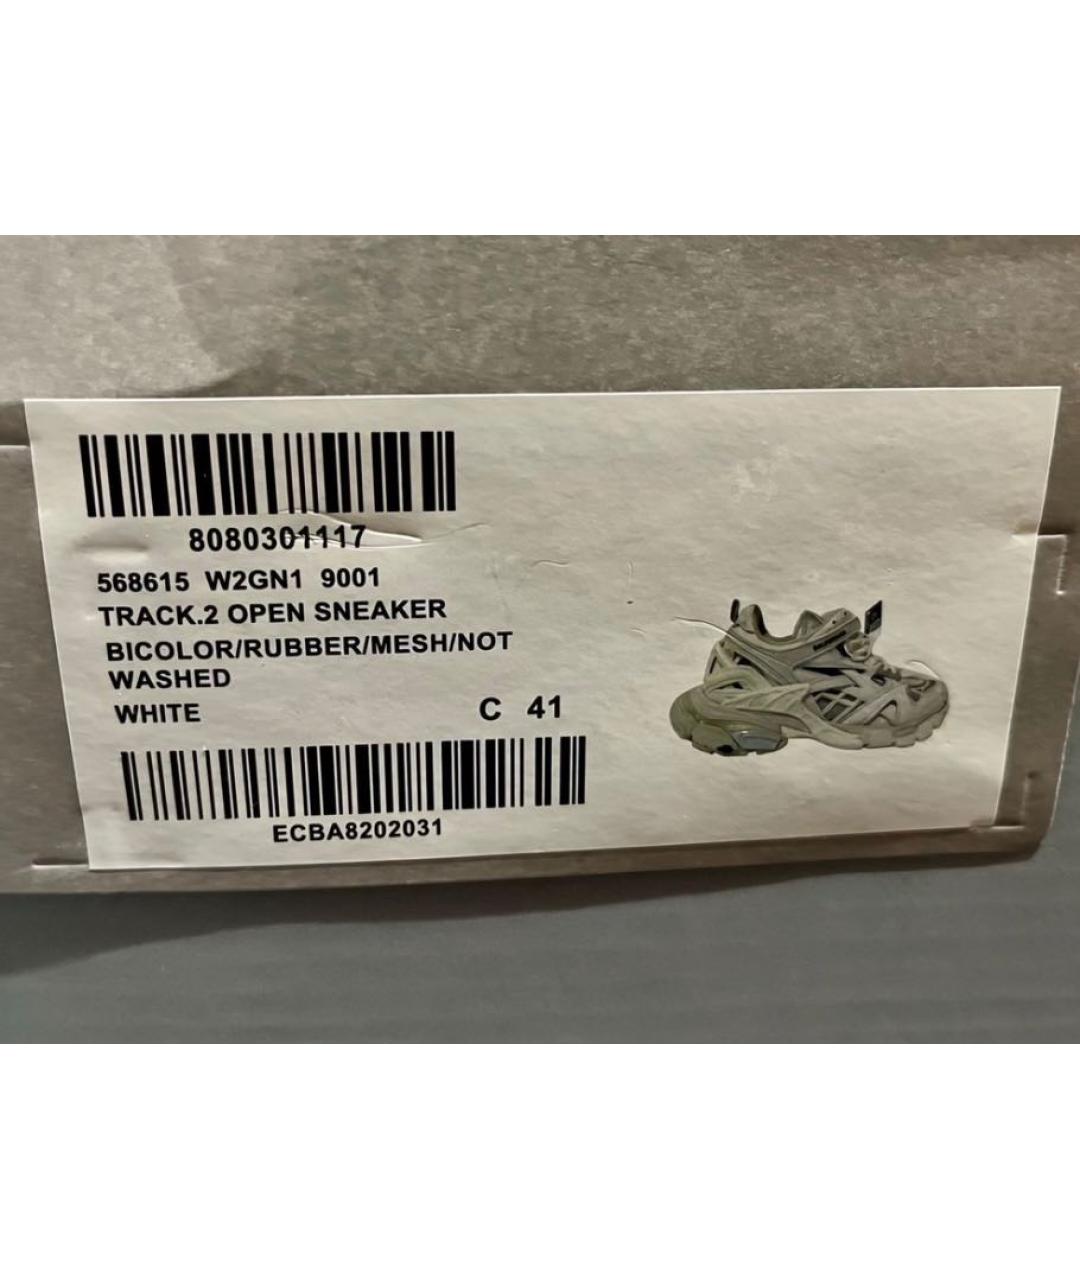 8080301117
568615 W2GN1 9001
TRACK.2 OPEN SNEAKER
BICOLOR/RUBBER/MESH/NOT
WASHED
WHITE C 41
ECBA8202031